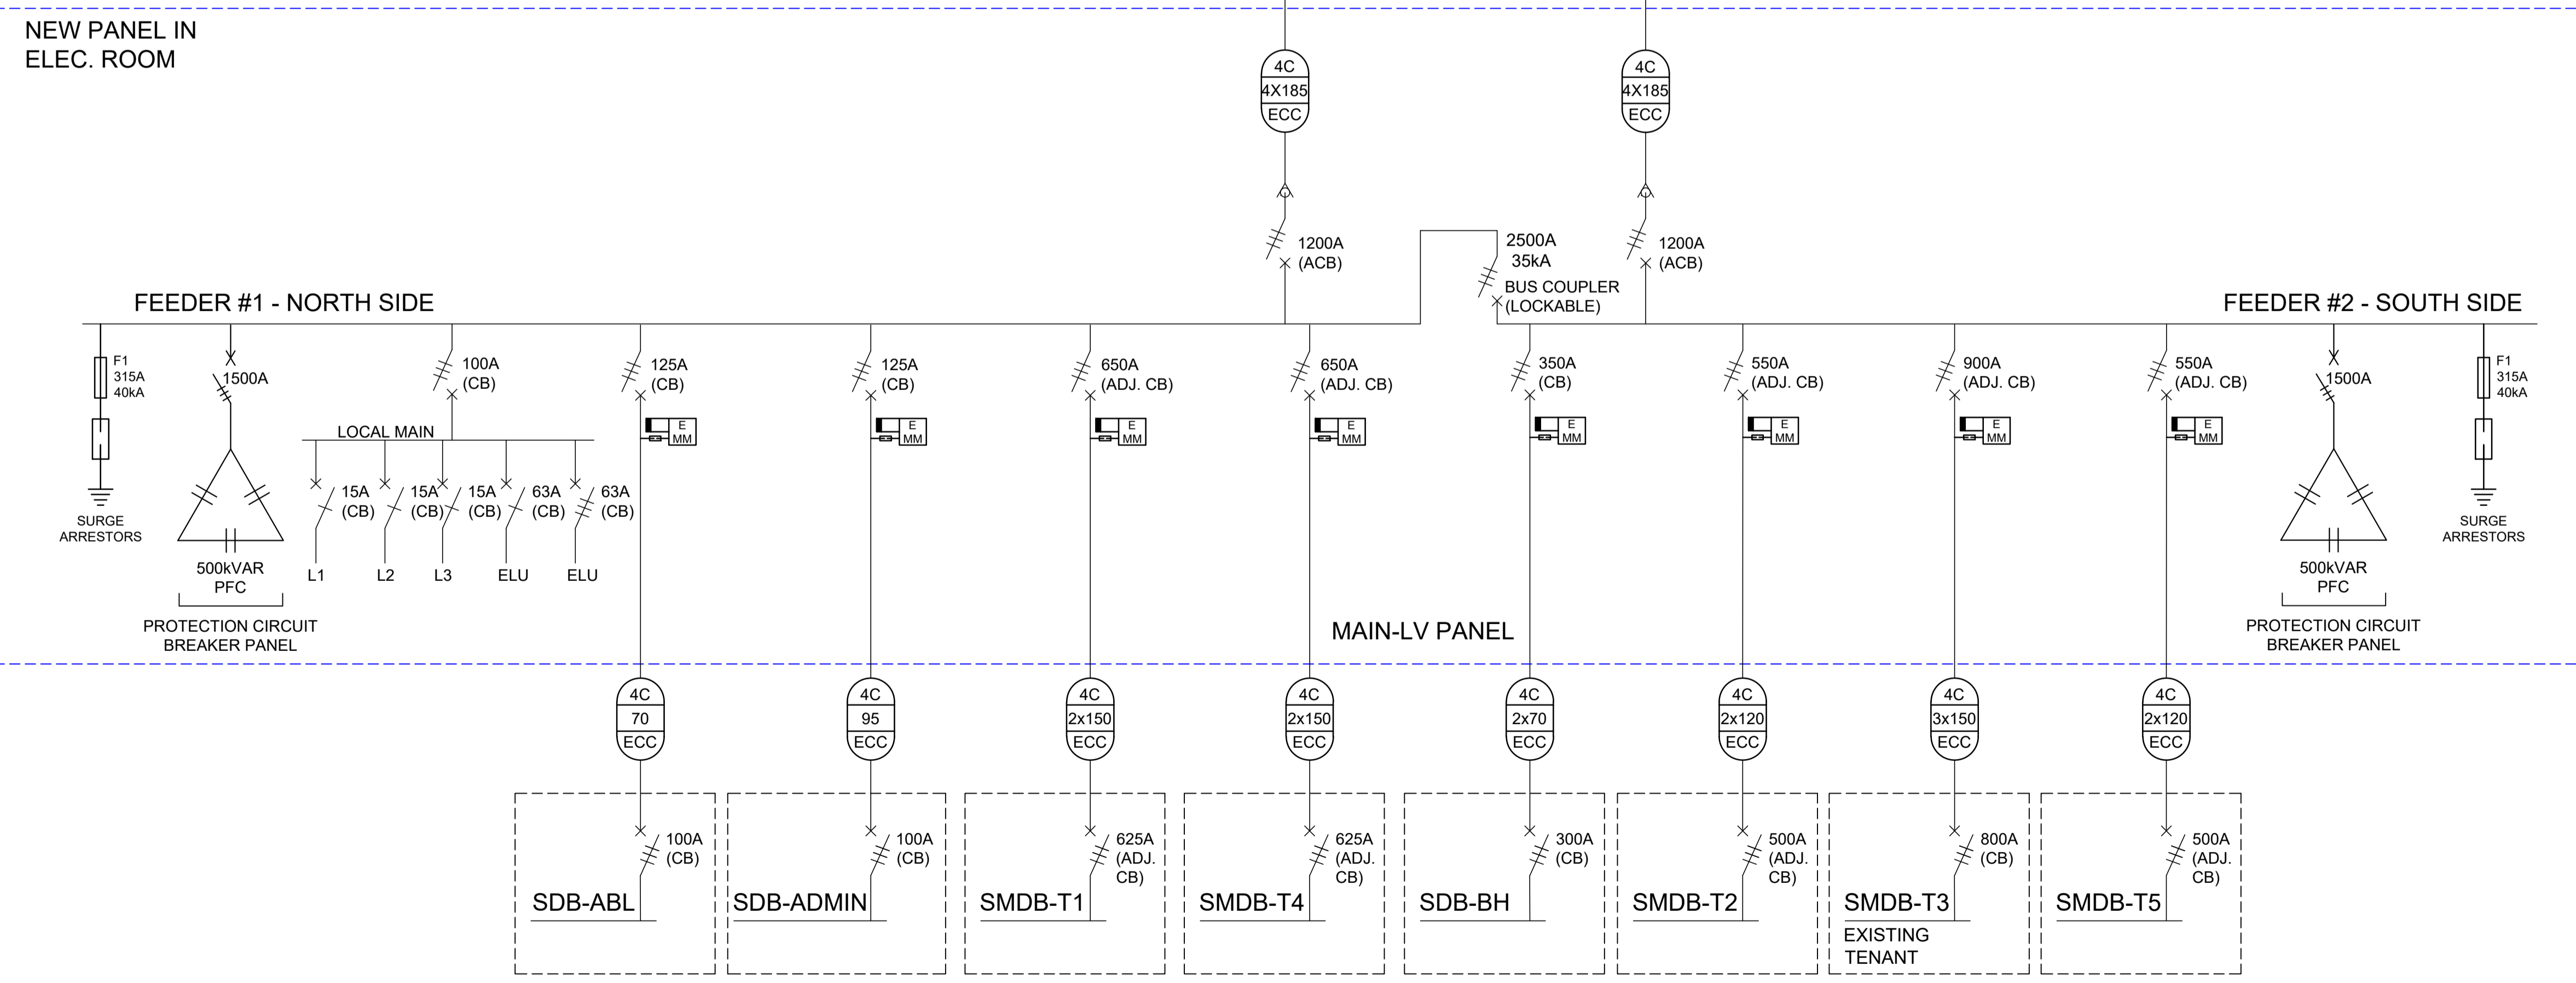 NEW PANEL IN
ELEC. ROOM
4C
4X185
ECC
4C
4X185
ECC
1200A
(ACB)
2500A
35kA
BUS COUPLER
(LOCKABLE)
1200A
(ACB)
FEEDER #1 - NORTH SIDE
FEEDER #2 - SOUTH SIDE
F1
315A
40kA
SURGE
ARRESTORS
1500A
500kVAR
PFC
PROTECTION CIRCUIT
BREAKER PANEL
100A
(CB)
LOCAL MAIN
15A
(CB)
L1
15A
(CB)
L2
15A
(CB)
L3
63A
(CB)
ELU
63A
(CB)
ELU
125A
(CB)
E
MM
125A
(CB)
E
MM
650A
(ADJ. CB)
E
MM
650A
(ADJ. CB)
E
MM
350A
(CB)
E
MM
550A
(ADJ. CB)
E
MM
900A
(ADJ. CB)
E
MM
550A
(ADJ. CB)
E
MM
1500A
500kVAR
PFC
PROTECTION CIRCUIT
BREAKER PANEL
F1
315A
40kA
SURGE
ARRESTORS
MAIN-LV PANEL
4C
70
ECC
4C
95
ECC
4C
2x150
ECC
4C
2x150
ECC
4C
2x70
ECC
4C
2x120
ECC
4C
3x150
ECC
4C
2x120
ECC
100A
(CB)
SDB-ABL
100A
(CB)
SDB-ADMIN
625A
(ADJ.
CB)
SMDB-T1
625A
(ADJ.
CB)
SMDB-T4
300A
(CB)
SDB-BH
500A
(ADJ.
CB)
SMDB-T2
800A
(CB)
SMDB-T3
EXISTING
TENANT
500A
(ADJ.
CB)
SMDB-T5